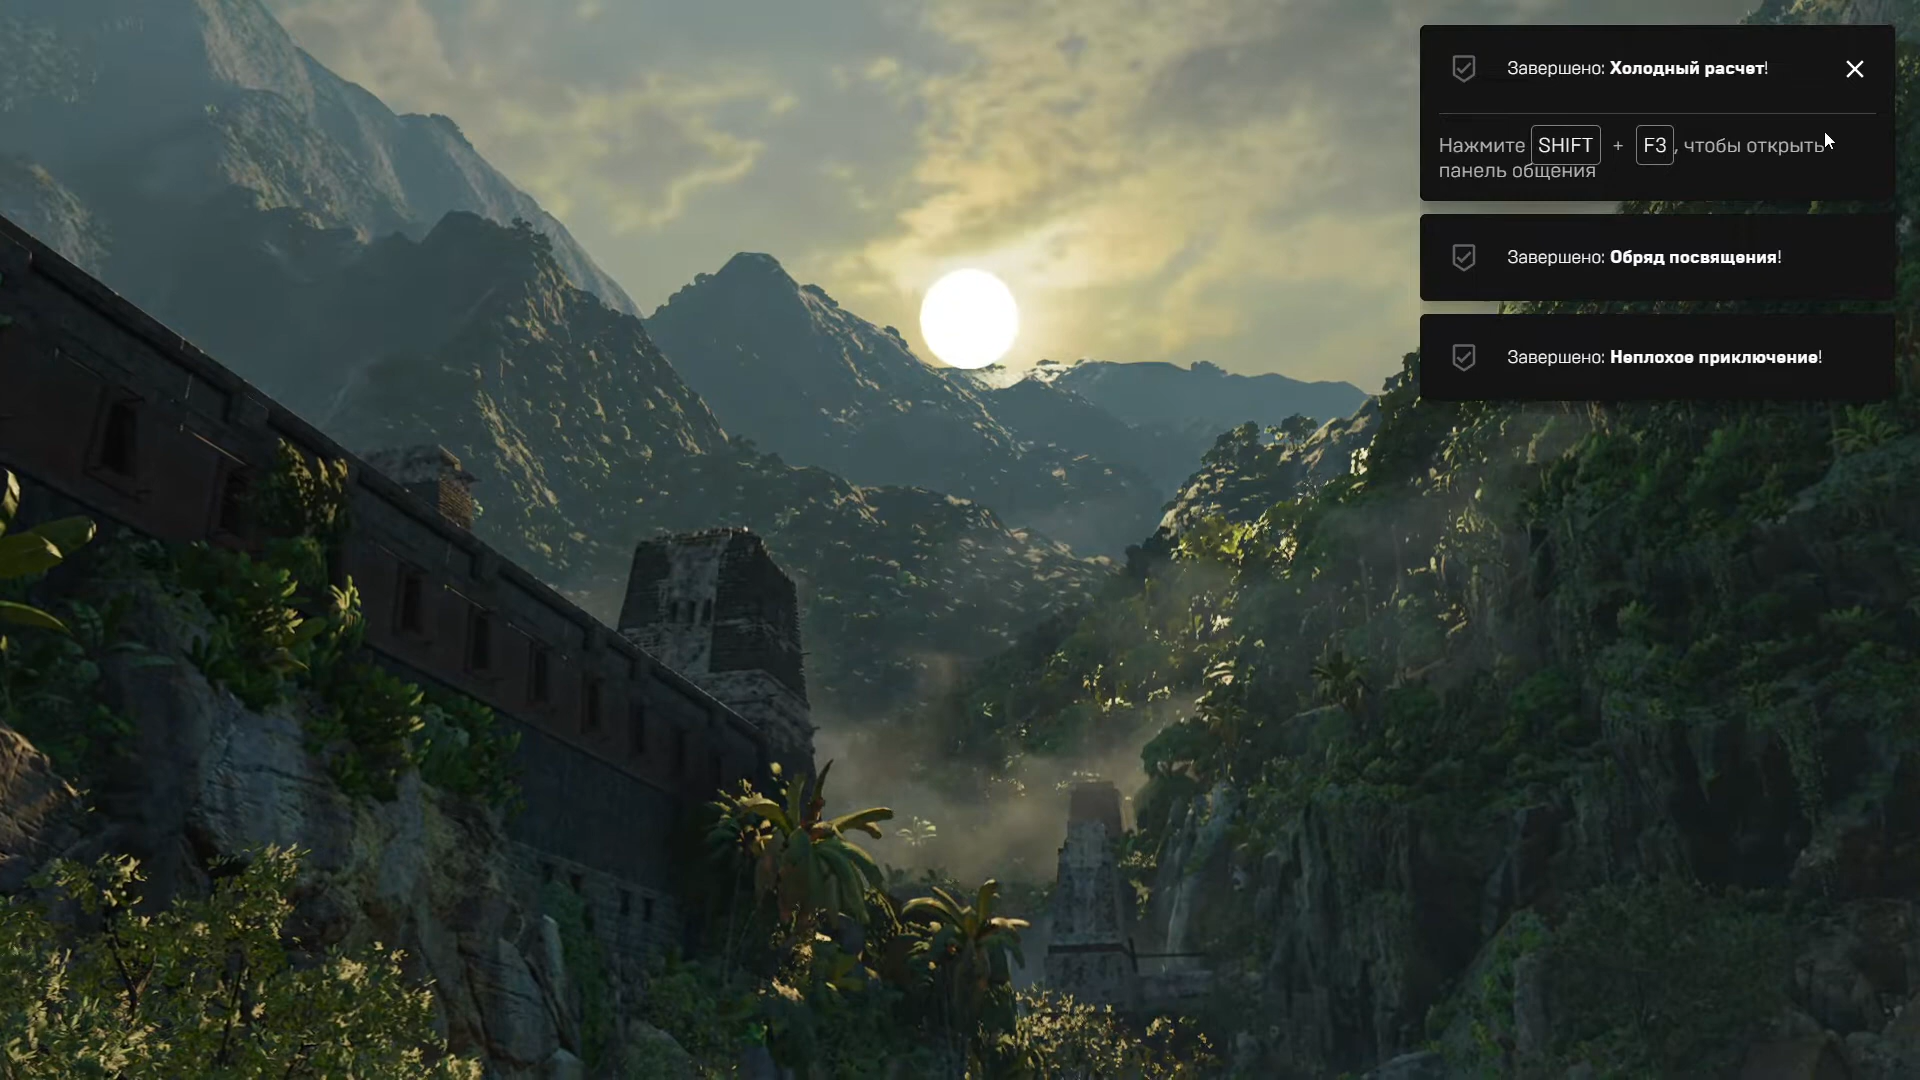 Завершено: Холодный расчет!
Нажмите SHIFT + F3, чтобы открыть
панель общения
Завершено: Обряд посвящения!
Завершено: Неплохое приключение!